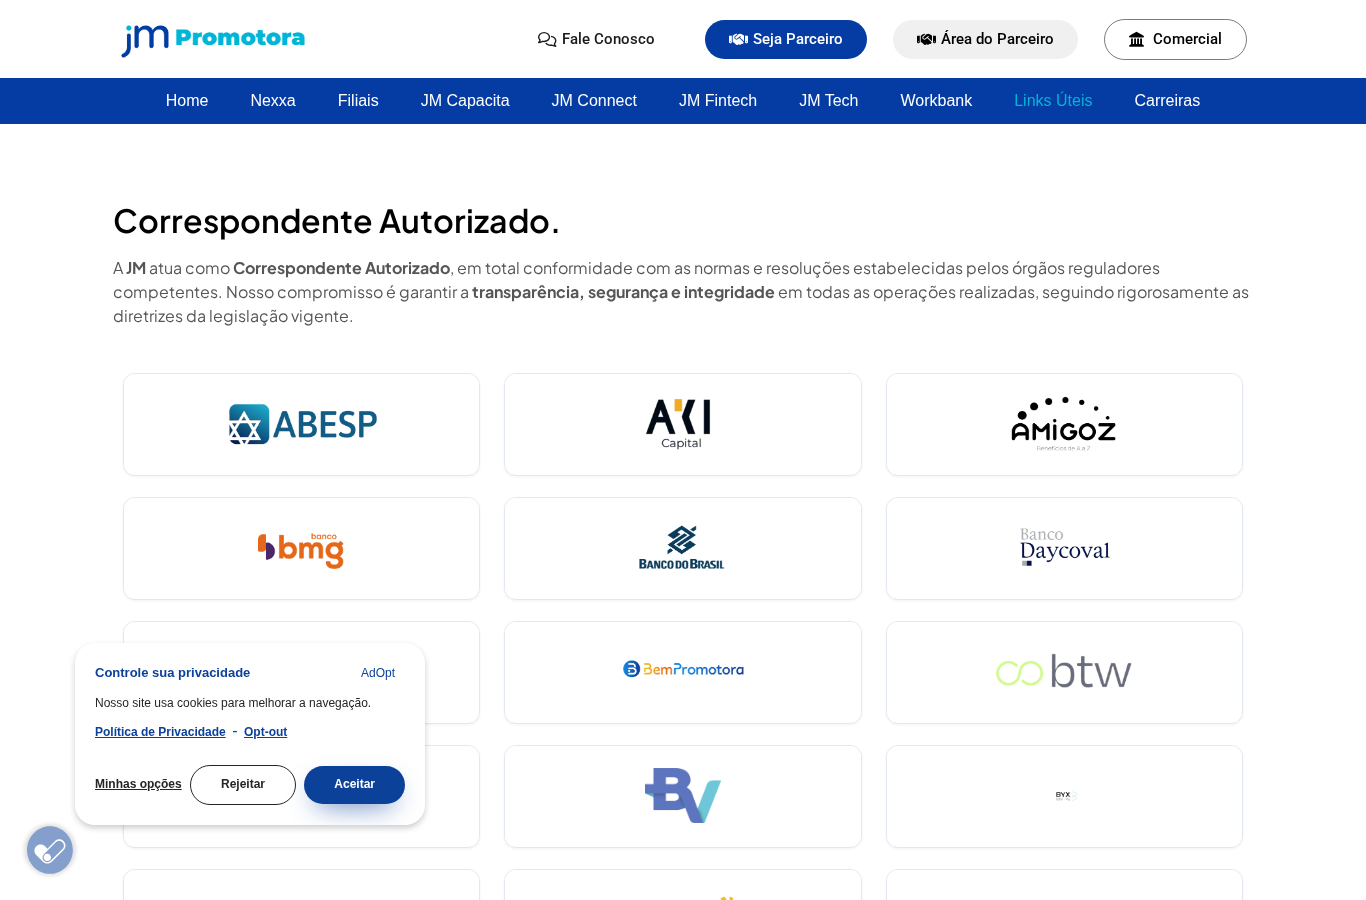 jm Promotora
Fale Conosco
Seja Parceiro
Área do Parceiro
Comercial
Home
Nexxa
Filiais
JM Capacita
JM Connect
JM Fintech
JM Tech
Workbank
Links Úteis
Carreiras
Correspondente Autorizado.
A JM atua como Correspondente Autorizado, em total conformidade com as normas e resoluções estabelecidas pelos órgãos reguladores
competentes. Nosso compromisso é garantir a transparência, segurança e integridade em todas as operações realizadas, seguindo rigorosamente as
diretrizes da legislação vigente.
ABESP
AKI
Capital
AMIGOZ
Benefícios de A a Z
banco
bmg
BANCO DO BRASIL
Banco
Daycoval
BemPromotora
btw
BV
BYX
Controle sua privacidade
AdOpt
Nosso site usa cookies para melhorar a navegação.
Política de Privacidade - Opt-out
Minhas opções
Rejeitar
Aceitar